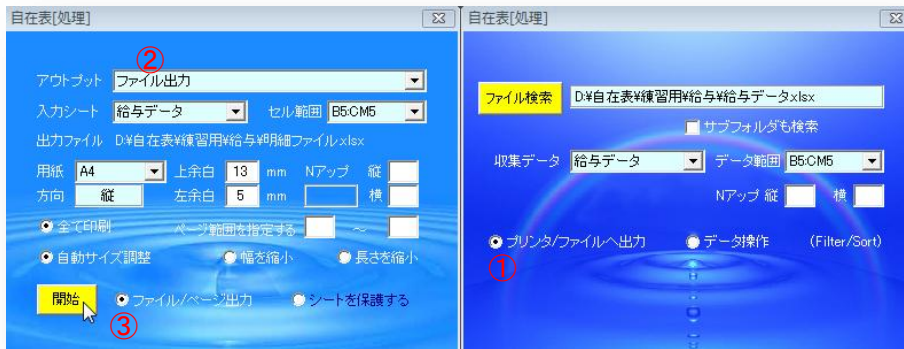 自在表[処理]
②
アウトプット ファイル出力
入力シート 給与データ セル範囲 B5:CM5
出力ファイル D:¥自在表¥練習用¥給与¥明細ファイル.xlsx
用紙 A4 上余白 13 mm Nアップ 縦
方向 縦 左余白 5 mm 横
全て印刷 ページ範囲を指定する ～
自動サイズ調整 幅を縮小 長さを縮小
開始 ファイル/ページ出力 シートを保護する
③
自在表[処理]
ファイル検索 D:¥自在表¥練習用¥給与¥給与データ.xlsx
サブフォルダも検索
収集データ 給与データ データ範囲 B5:CM5
Nアップ 縦 横
プリンタ/ファイルへ出力 データ操作 (Filter/Sort)
①